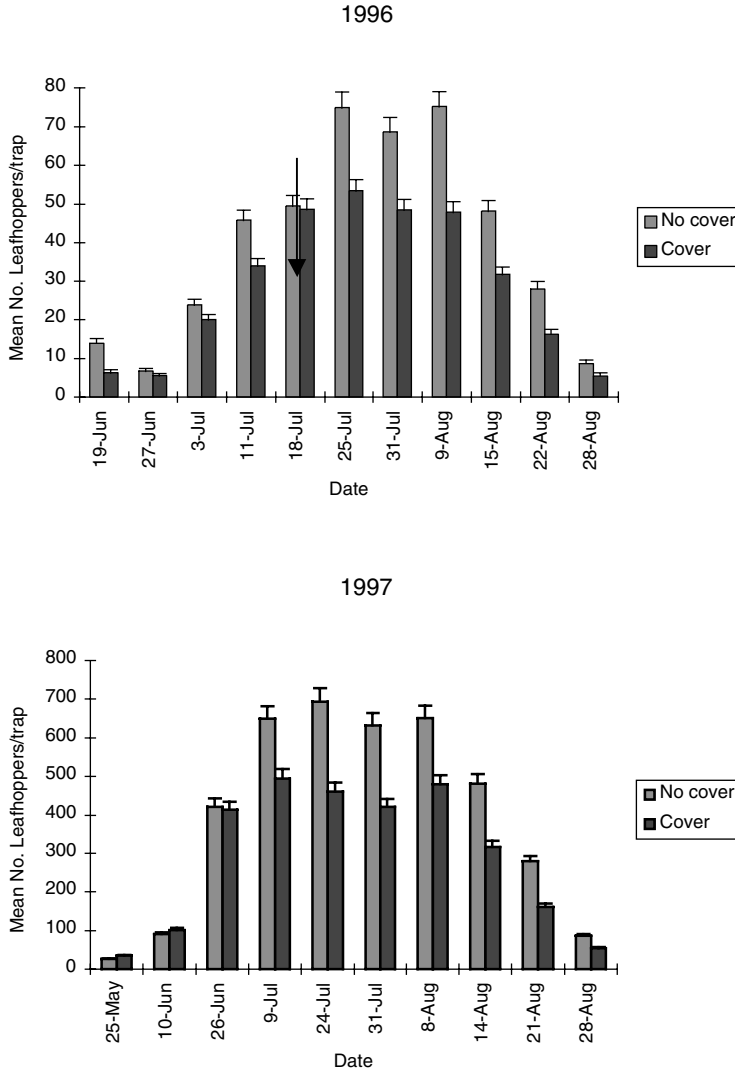 1996
Mean No. Leafhoppers/trap
80
70
60
50
40
30
20
10
0
19-Jun
27-Jun
3-Jul
11-Jul
18-Jul
25-Jul
31-Jul
9-Aug
15-Aug
22-Aug
28-Aug
Date
No cover
Cover
1997
Mean No. Leafhoppers/trap
800
700
600
500
400
300
200
100
0
25-May
10-Jun
26-Jun
9-Jul
24-Jul
31-Jul
8-Aug
14-Aug
21-Aug
28-Aug
Date
No cover
Cover